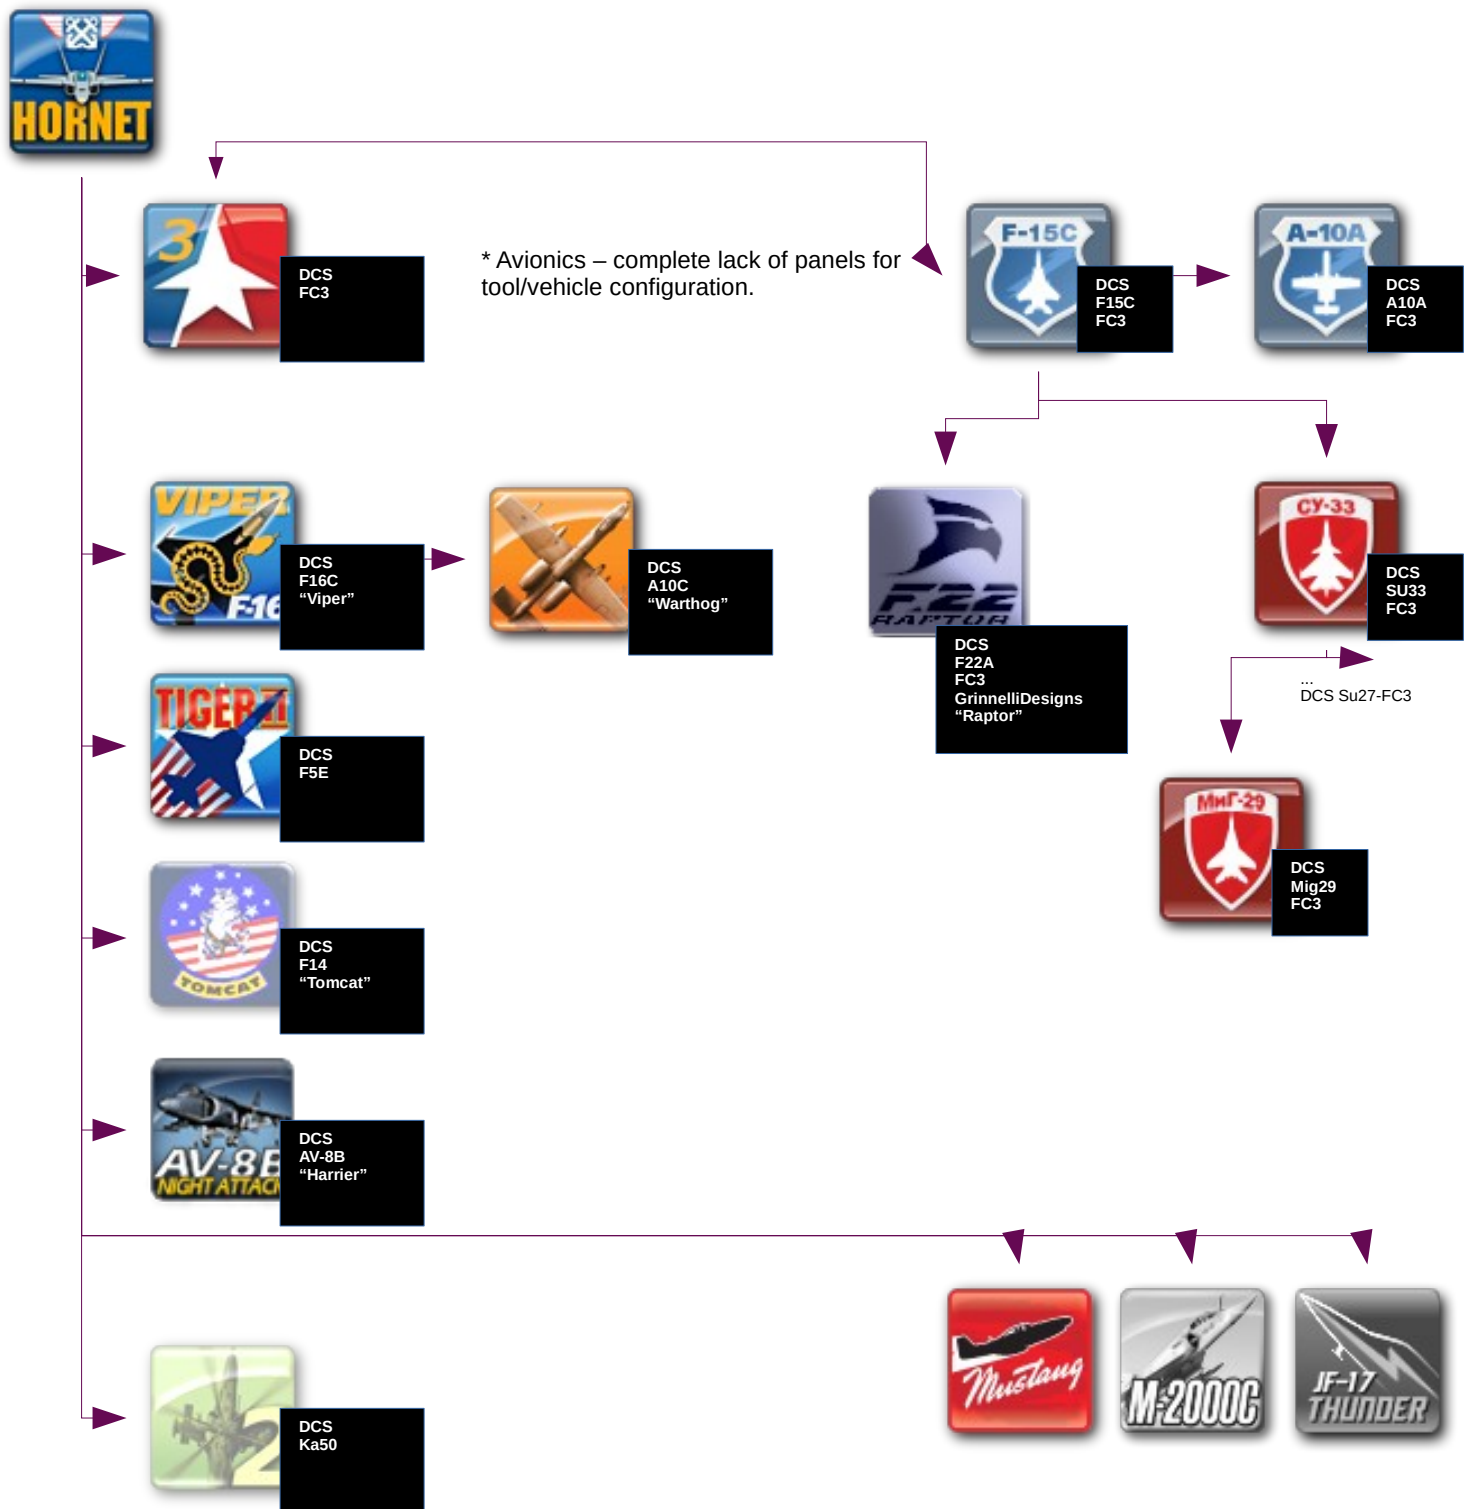 HORNET
3
DCS
FC3
* Avionics – complete lack of panels for
tool/vehicle configuration.
F-15C
DCS
F15C
FC3
A-10A
DCS
A10A
FC3
VIPER
F-16
DCS
F16C
“Viper”
DCS
A10C
“Warthog”
F.22
RAPTOR
DCS
F22A
FC3
GrinnelliDesigns
“Raptor”
СУ-33
DCS
SU33
FC3
...
DCS Su27-FC3
TIGER II
DCS
F5E
МиГ-29
DCS
Mig29
FC3
TOMCAT
DCS
F14
“Tomcat”
AV-8B
NIGHT ATTACK
DCS
AV-8B
“Harrier”
Mustang
M-2000C
JF-17
THUNDER
2
DCS
Ka50